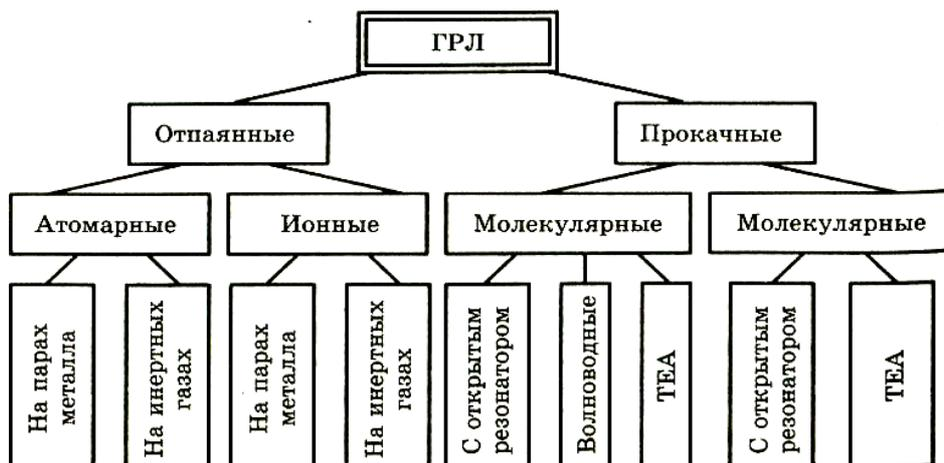 ГРЛ
Отпаянные
Прокачные
Атомарные
Ионные
Молекулярные
Молекулярные
На парах
металла
На инертных
газах
На парах
металла
На инертных
газах
С открытым
резонатором
Волноводные
ТЕА
С открытым
резонатором
ТЕА